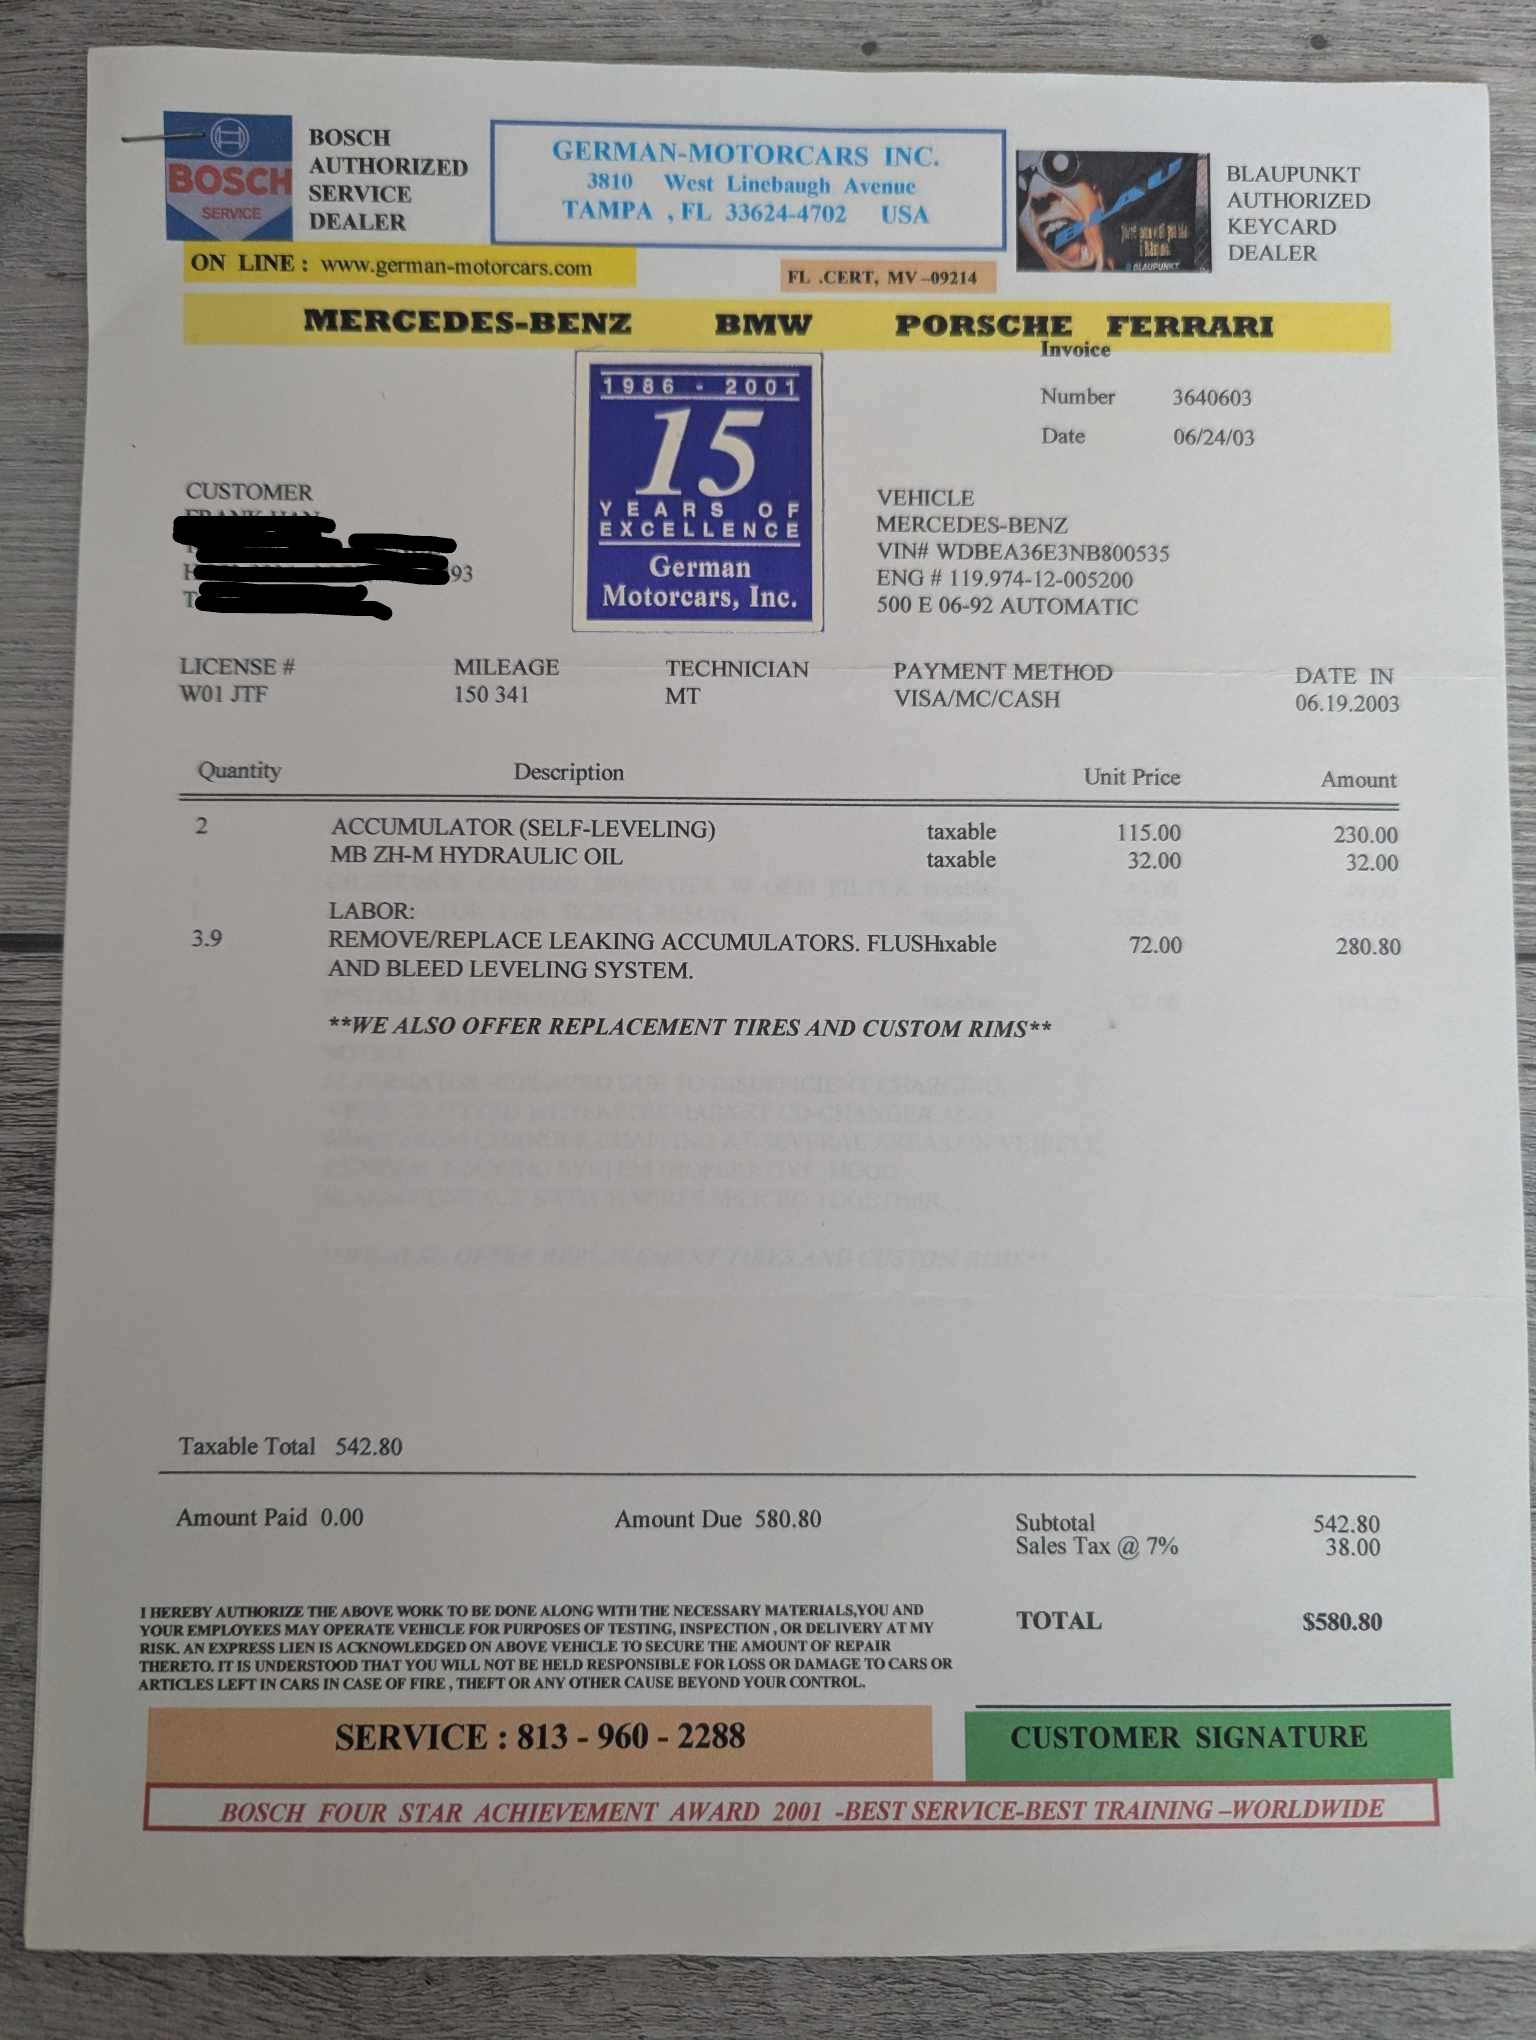 BOSCH
SERVICE
BOSCH
AUTHORIZED
SERVICE
DEALER
GERMAN-MOTORCARS INC.
3810 West Linebaugh Avenue
TAMPA , FL 33624-4702 USA
BLAU
BLAUPUNKT
BLAUPUNKT
AUTHORIZED
KEYCARD
DEALER
ON LINE : www.german-motorcars.com
FL .CERT, MV-09214
MERCEDES-BENZ BMW PORSCHE FERRARI
Invoice
Number 3640603
Date 06/24/03
1986 - 2001
15
YEARS OF
EXCELLENCE
German
Motorcars, Inc.
CUSTOMER
93
VEHICLE
MERCEDES-BENZ
VIN# WDBEA36E3NB800535
ENG # 119.974-12-005200
500 E 06-92 AUTOMATIC
LICENSE # MILEAGE TECHNICIAN PAYMENT METHOD DATE IN
W01 JTF 150 341 MT VISA/MC/CASH 06.19.2003
Quantity Description Unit Price Amount
2 ACCUMULATOR (SELF-LEVELING) taxable 115.00 230.00
MB ZH-M HYDRAULIC OIL taxable 32.00 32.00
LABOR:
3.9 REMOVE/REPLACE LEAKING ACCUMULATORS. FLUSH ixable 72.00 280.80
AND BLEED LEVELING SYSTEM.
**WE ALSO OFFER REPLACEMENT TIRES AND CUSTOM RIMS**
Taxable Total 542.80
Amount Paid 0.00 Amount Due 580.80
Subtotal 542.80
Sales Tax @ 7% 38.00
TOTAL $580.80
I HEREBY AUTHORIZE THE ABOVE WORK TO BE DONE ALONG WITH THE NECESSARY MATERIALS,YOU AND
YOUR EMPLOYEES MAY OPERATE VEHICLE FOR PURPOSES OF TESTING, INSPECTION , OR DELIVERY AT MY
RISK. AN EXPRESS LIEN IS ACKNOWLEDGED ON ABOVE VEHICLE TO SECURE THE AMOUNT OF REPAIR
THERETO. IT IS UNDERSTOOD THAT YOU WILL NOT BE HELD RESPONSIBLE FOR LOSS OR DAMAGE TO CARS OR
ARTICLES LEFT IN CARS IN CASE OF FIRE , THEFT OR ANY OTHER CAUSE BEYOND YOUR CONTROL.
SERVICE : 813 - 960 - 2288
CUSTOMER SIGNATURE
BOSCH FOUR STAR ACHIEVEMENT AWARD 2001 -BEST SERVICE-BEST TRAINING –WORLDWIDE